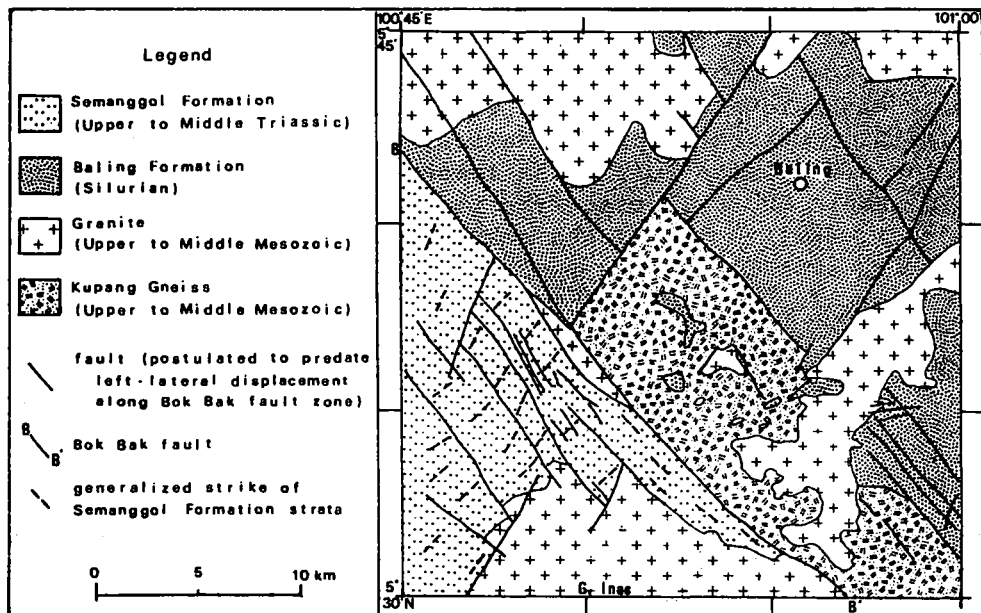 Legend
Semanggol Formation
(Upper to Middle Triassic)
Baling Formation
(Silurian)
Granite
(Upper to Middle Mesozoic)
Kupang Gneiss
(Upper to Middle Mesozoic)
fault (postulated to predate
left-lateral displacement
along Bok Bak fault zone)
B
B'
Bok Bak fault
generalized strike of
Semanggol Formation strata
0 5 10 km
100°45'E
101°00'
5°
45'
B
Baling
G. Inas
5°
30'N
B'